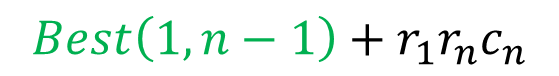 Best(1, n − 1) + r₁rₙcₙ